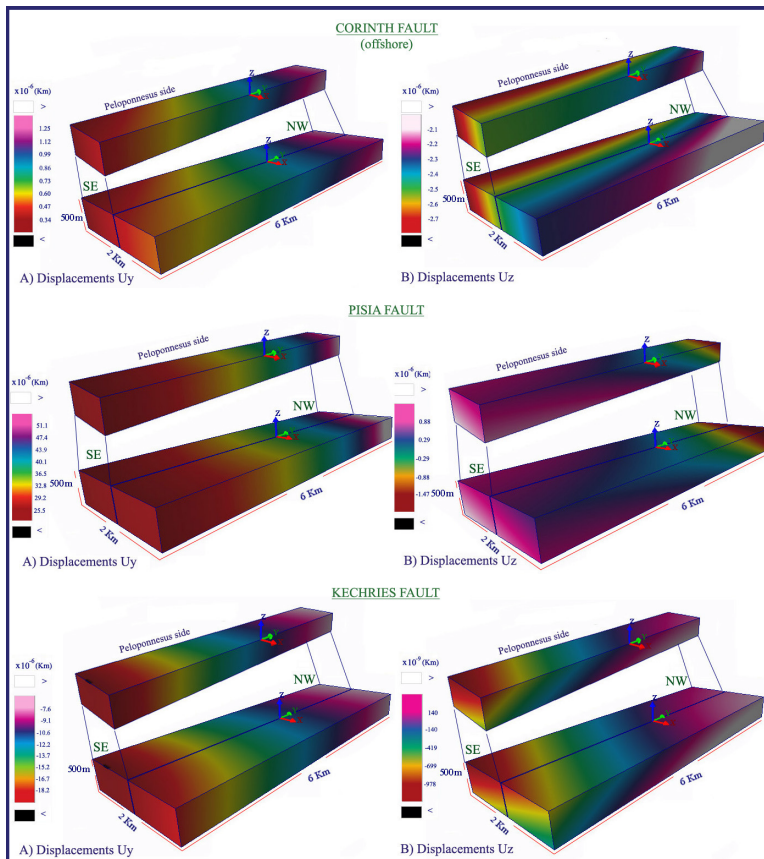 CORINTH FAULT
(offshore)
x10⁻⁶ (Km)
>
1.25
1.12
0.99
0.86
0.73
0.60
0.47
0.34
<
Peloponnesus side
Z
X
NW
Z
X
SE
500m
2 Km
6 Km
A) Displacements Uy
x10⁻⁶ (Km)
>
-2.1
-2.2
-2.3
-2.4
-2.5
-2.6
-2.7
<
Peloponnesus side
Z
X
NW
Z
X
SE
500m
2 Km
6 Km
B) Displacements Uz
PISIA FAULT
x10⁻⁶ (Km)
>
51.1
47.4
43.9
40.1
36.5
32.8
29.2
25.5
<
Peloponnesus side
Z
X
NW
Z
X
SE
500m
2 Km
6 Km
A) Displacements Uy
x10⁻⁶ (Km)
>
0.88
0.29
-0.29
-0.88
-1.47
<
Peloponnesus side
Z
X
NW
Z
X
SE
500m
2 Km
6 Km
B) Displacements Uz
KECHRIES FAULT
x10⁻⁶ (Km)
>
-7.6
-9.1
-10.6
-12.2
-13.7
-15.2
-16.7
-18.2
<
Peloponnesus side
Z
Y
X
NW
Z
X
SE
500m
2 Km
6 Km
A) Displacements Uy
x10⁻⁹ (Km)
>
140
-140
-419
-699
-978
<
Peloponnesus side
Z
Y
X
NW
Z
X
SE
500m
2 Km
6 Km
B) Displacements Uz